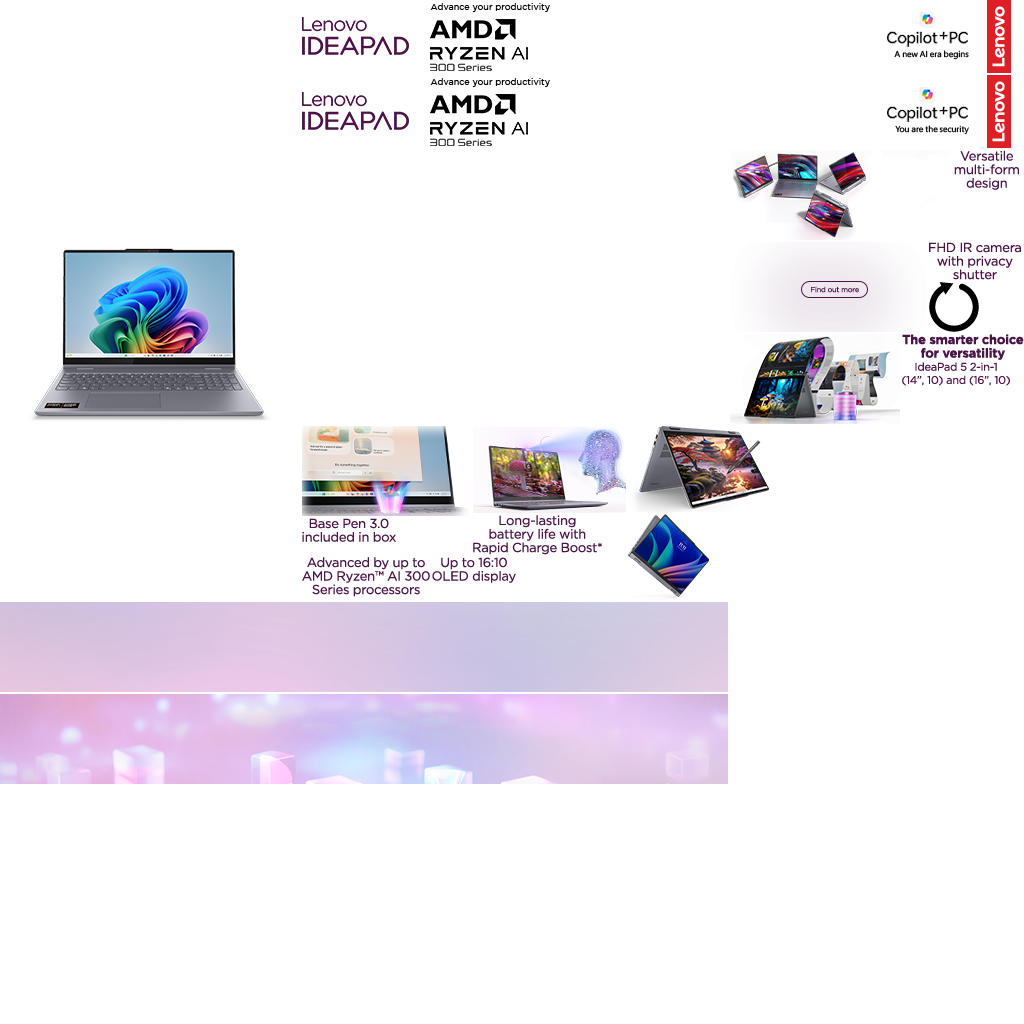 Advance your productivity
Lenovo
IDEAPAD
AMD
RYZEN AI
300 Series
Copilot+PC
A new AI era begins
Lenovo
Advance your productivity
Lenovo
IDEAPAD
AMD
RYZEN AI
300 Series
Copilot+PC
You are the security
Lenovo
Versatile
multi-form
design
FHD IR camera
with privacy
shutter
Find out more
The smarter choice
for versatility
IdeaPad 5 2-in-1
(14”, 10) and (16”, 10)
Base Pen 3.0
included in box
Long-lasting
battery life with
Rapid Charge Boost*
Advanced by up to
AMD Ryzen™ AI 300
Series processors
Up to 16:10
OLED display